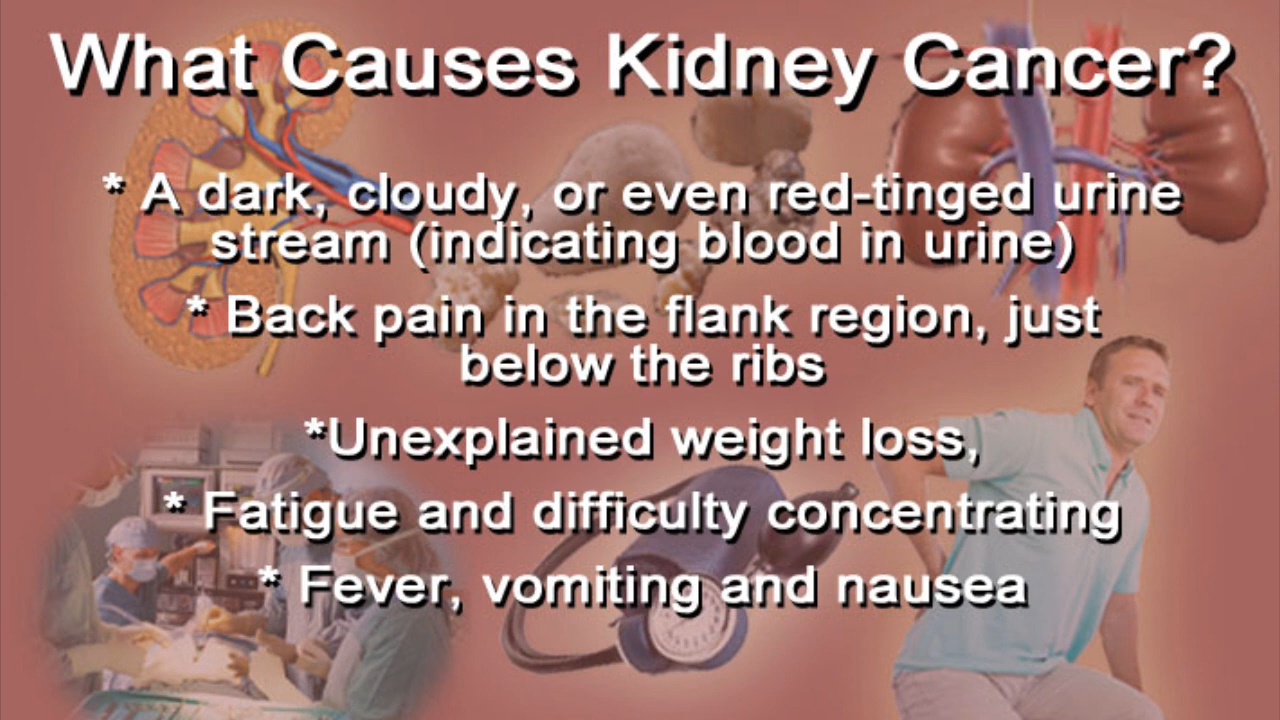 What Causes Kidney Cancer?
* A dark, cloudy, or even red-tinged urine
stream (indicating blood in urine)
* Back pain in the flank region, just
below the ribs
*Unexplained weight loss,
* Fatigue and difficulty concentrating
* Fever, vomiting and nausea